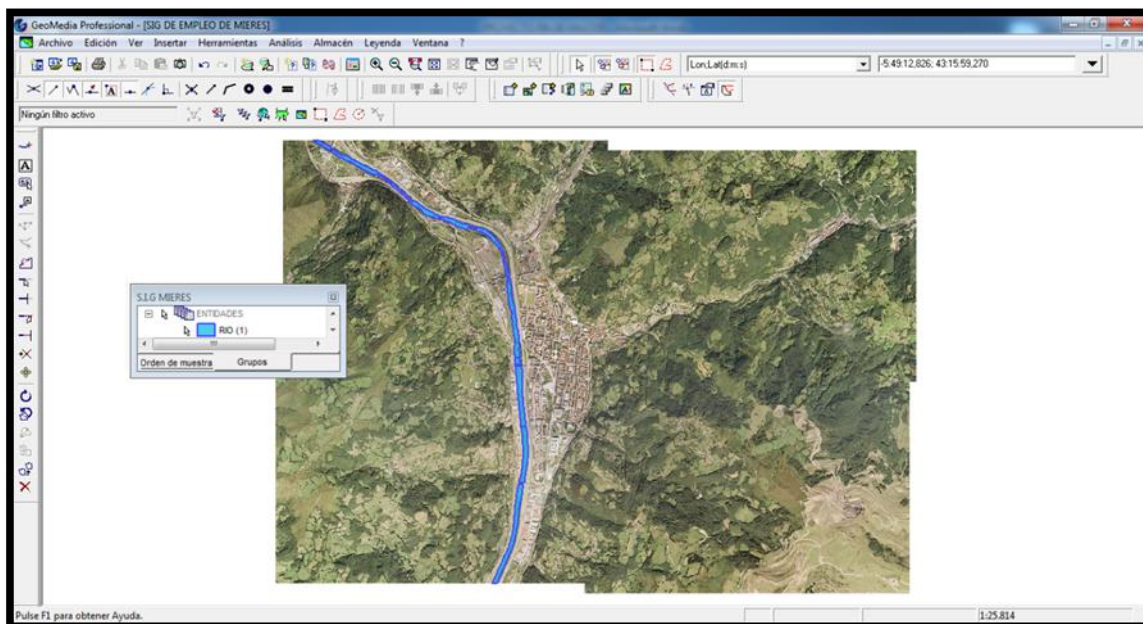 GeoMedia Professional - [SIG DE EMPLEO DE MIERES]
Archivo Edición Ver Insertar Herramientas Análisis Almacén Leyenda Ventana ?
Lon;Lat(d:m:s) -5:49:12,826; 43:15:59,270
Ningún filtro activo
S.I.G MIERES
ENTIDADES
RIO (1)
Orden de muestra Grupos
Pulse F1 para obtener Ayuda. 1:25.814